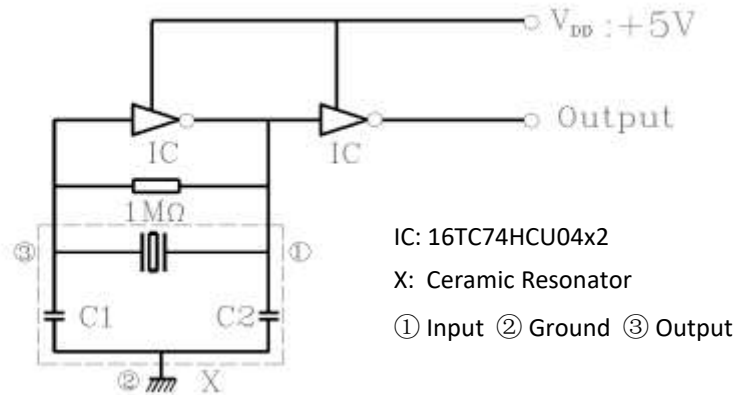 V_DD : +5V
Output
IC IC
1MΩ
③ ①
IC: 16TC74HCU04x2
X: Ceramic Resonator
C1 C2
① Input ② Ground ③ Output
② X